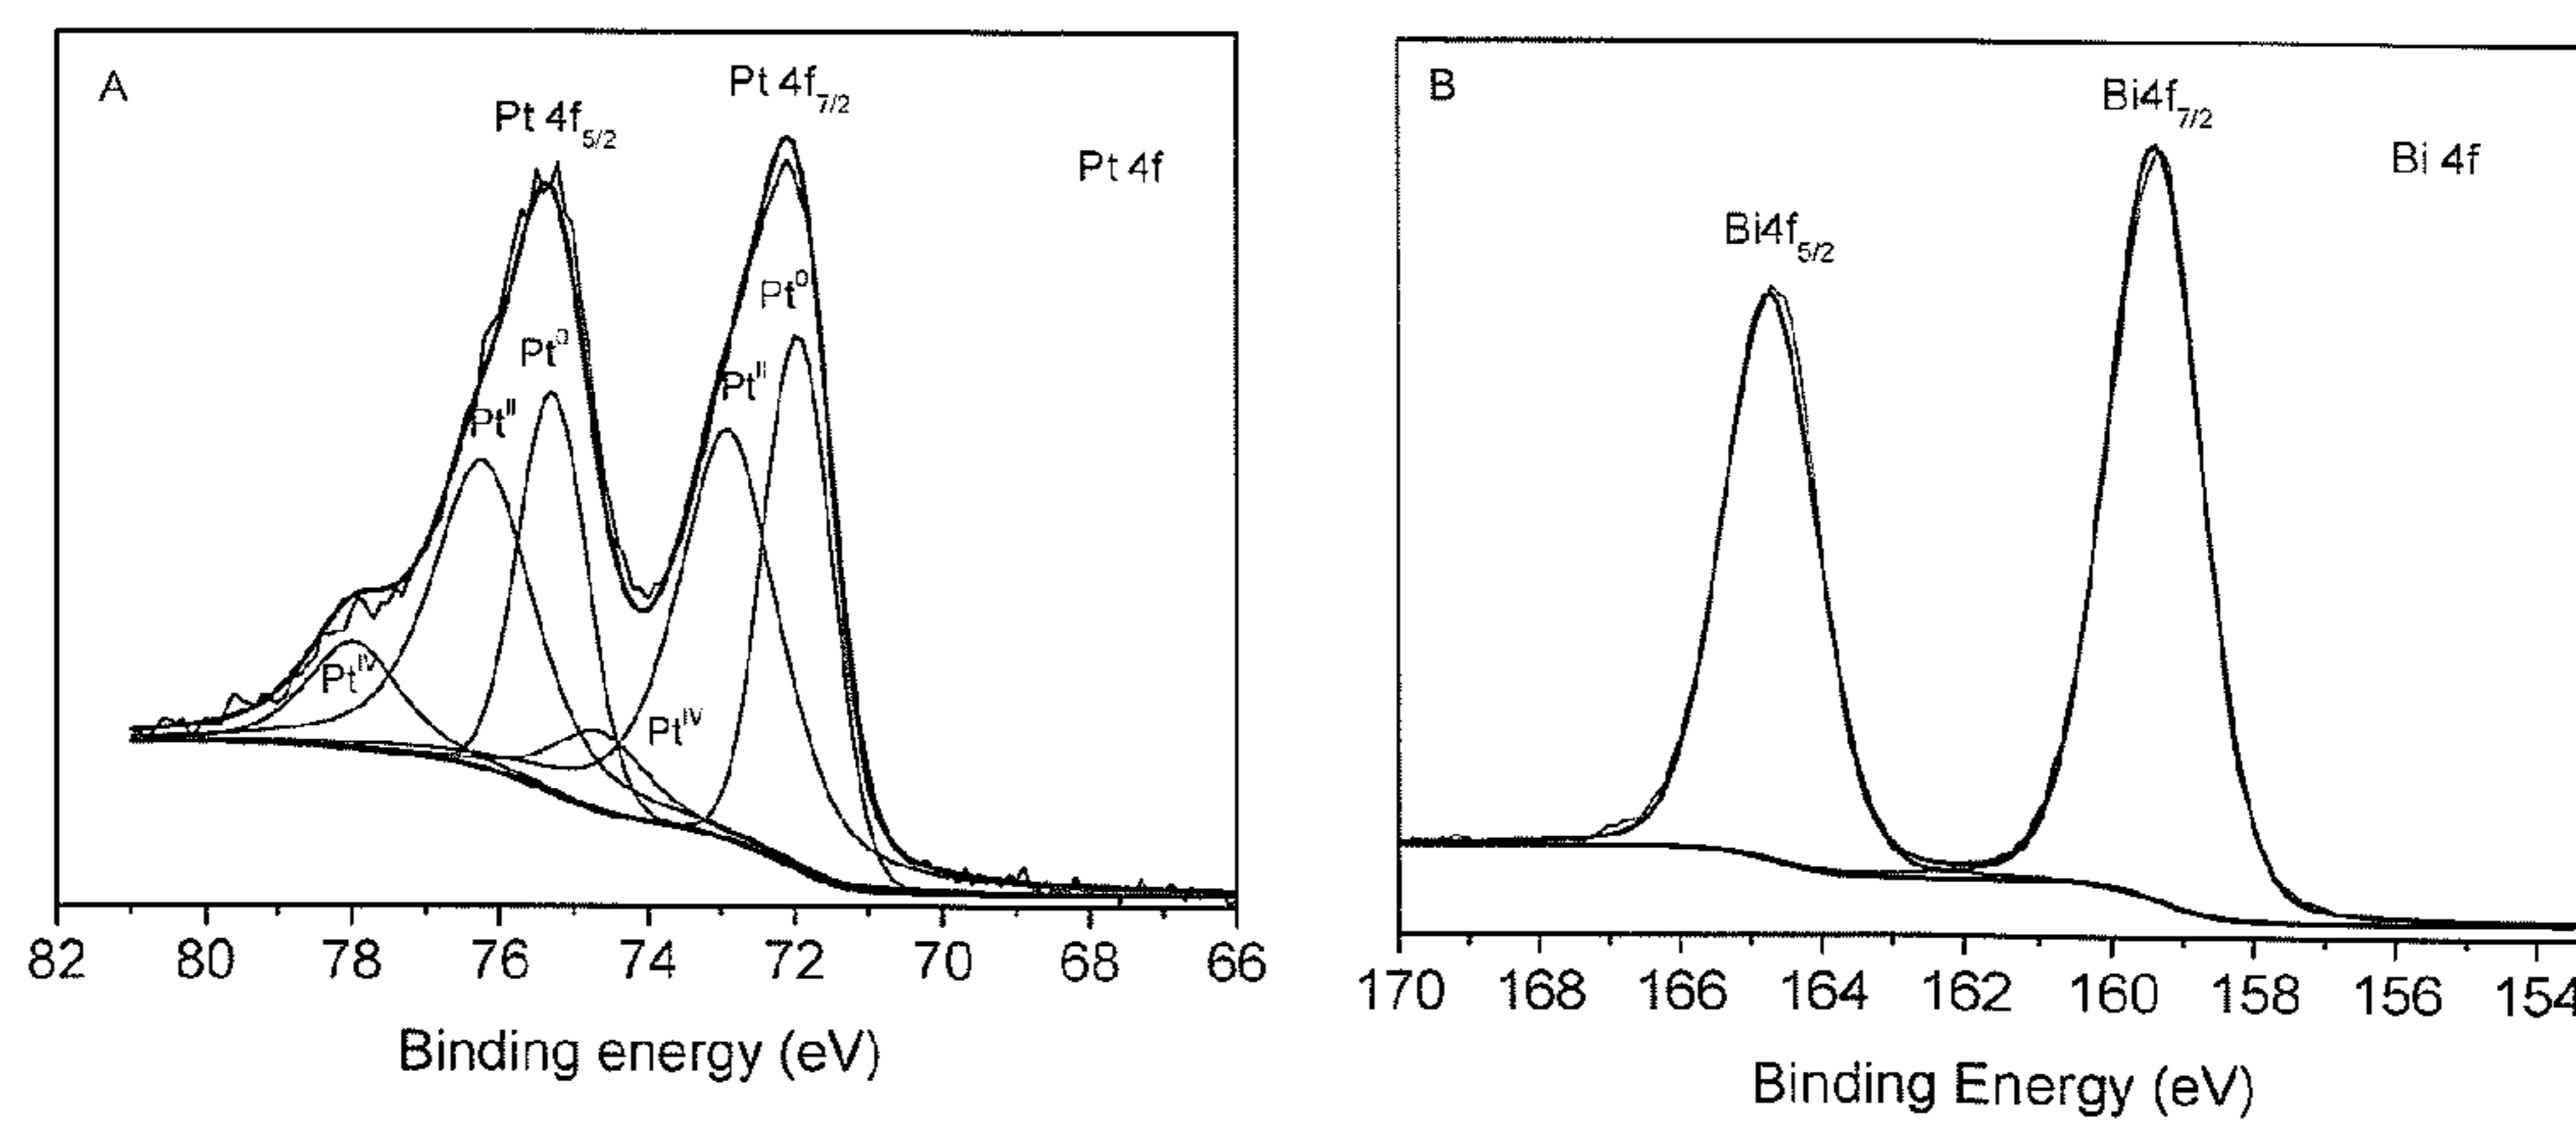 A
Pt 4f5/2
Pt 4f7/2
Pt 4f
Pt0
Pt0
PtII
PtII
PtIV
PtIV
82 80 78 76 74 72 70 68 66
Binding energy (eV)
B
Bi4f7/2
Bi 4f
Bi4f5/2
170 168 166 164 162 160 158 156 154
Binding Energy (eV)